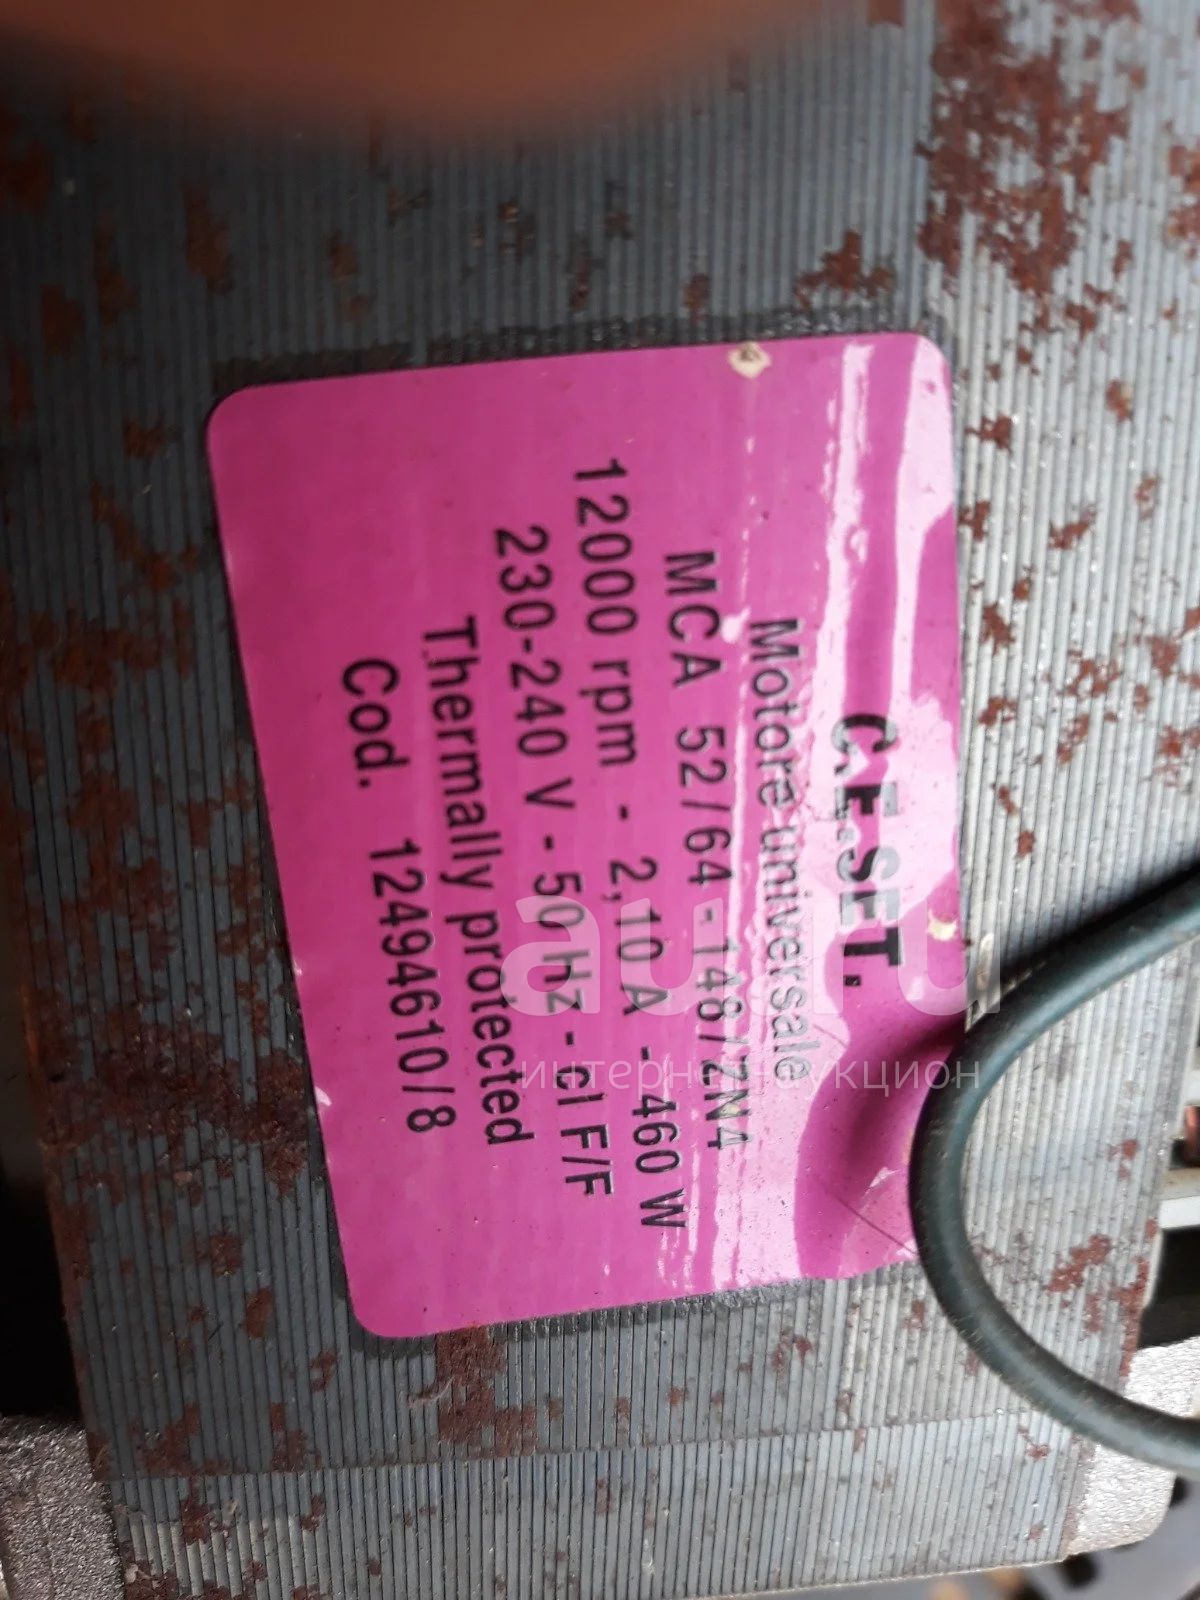 C.E.SET.
Motore universale
MCA 52/64 - 148/ZN4
12000 rpm - 2,10 A - 460 W
230-240 V - 50 Hz - cl F/F
Thermally protected
Cod. 12494610/8
au.ru
интернет-аукцион